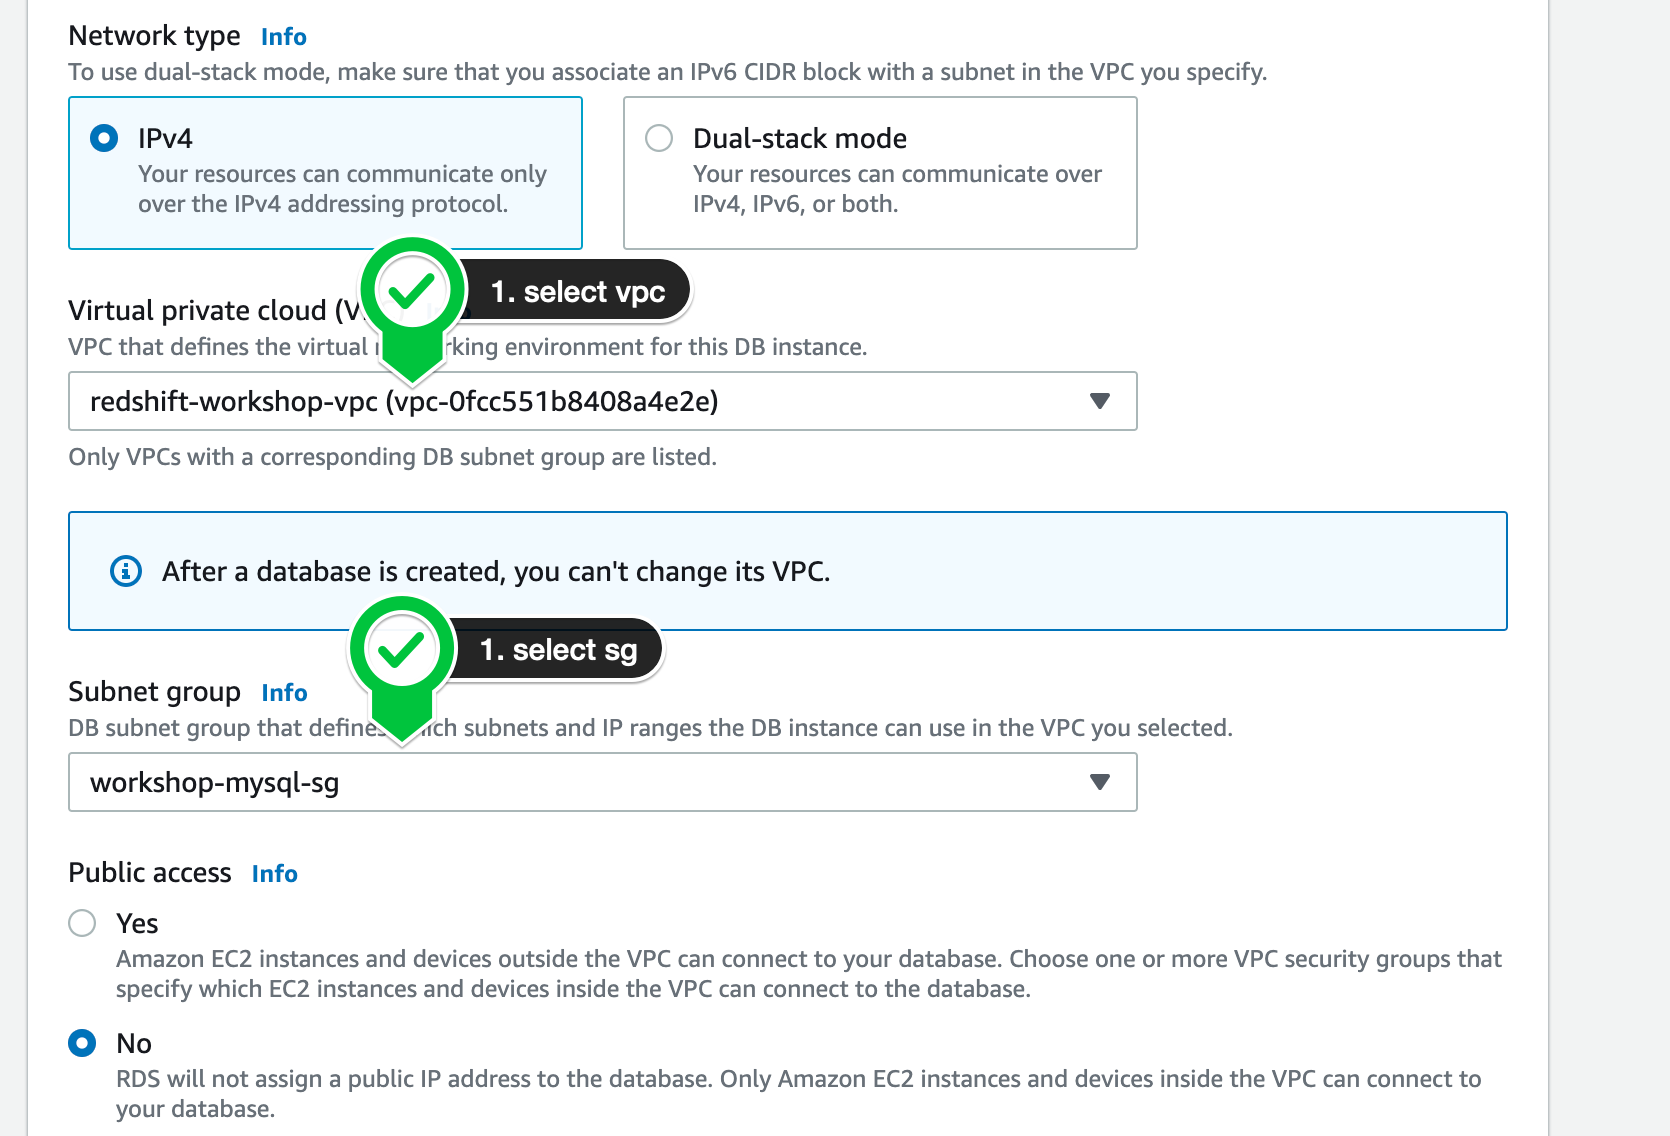 Network type Info
To use dual-stack mode, make sure that you associate an IPv6 CIDR block with a subnet in the VPC you specify.
IPv4
Your resources can communicate only
over the IPv4 addressing protocol.
Dual-stack mode
Your resources can communicate over
IPv4, IPv6, or both.
1. select vpc
Virtual private cloud (V
VPC that defines the virtual rking environment for this DB instance.
redshift-workshop-vpc (vpc-0fcc551b8408a4e2e)
Only VPCs with a corresponding DB subnet group are listed.
After a database is created, you can't change its VPC.
1. select sg
Subnet group Info
DB subnet group that defines ich subnets and IP ranges the DB instance can use in the VPC you selected.
workshop-mysql-sg
Public access Info
Yes
Amazon EC2 instances and devices outside the VPC can connect to your database. Choose one or more VPC security groups that
specify which EC2 instances and devices inside the VPC can connect to the database.
No
RDS will not assign a public IP address to the database. Only Amazon EC2 instances and devices inside the VPC can connect to
your database.